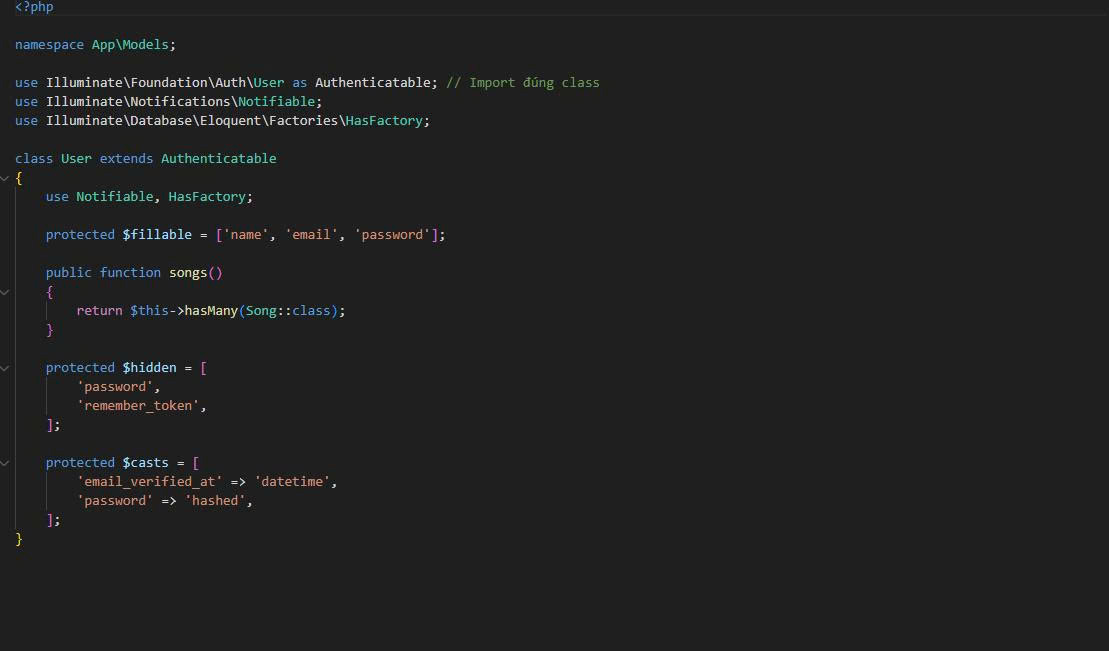 <?php
namespace App\Models;
use Illuminate\Foundation\Auth\User as Authenticatable; // Import đúng class
use Illuminate\Notifications\Notifiable;
use Illuminate\Database\Eloquent\Factories\HasFactory;
class User extends Authenticatable
{
    use Notifiable, HasFactory;
    protected $fillable = ['name', 'email', 'password'];
    public function songs()
    {
        return $this->hasMany(Song::class);
    }
    protected $hidden = [
        'password',
        'remember_token',
    ];
    protected $casts = [
        'email_verified_at' => 'datetime',
        'password' => 'hashed',
    ];
}